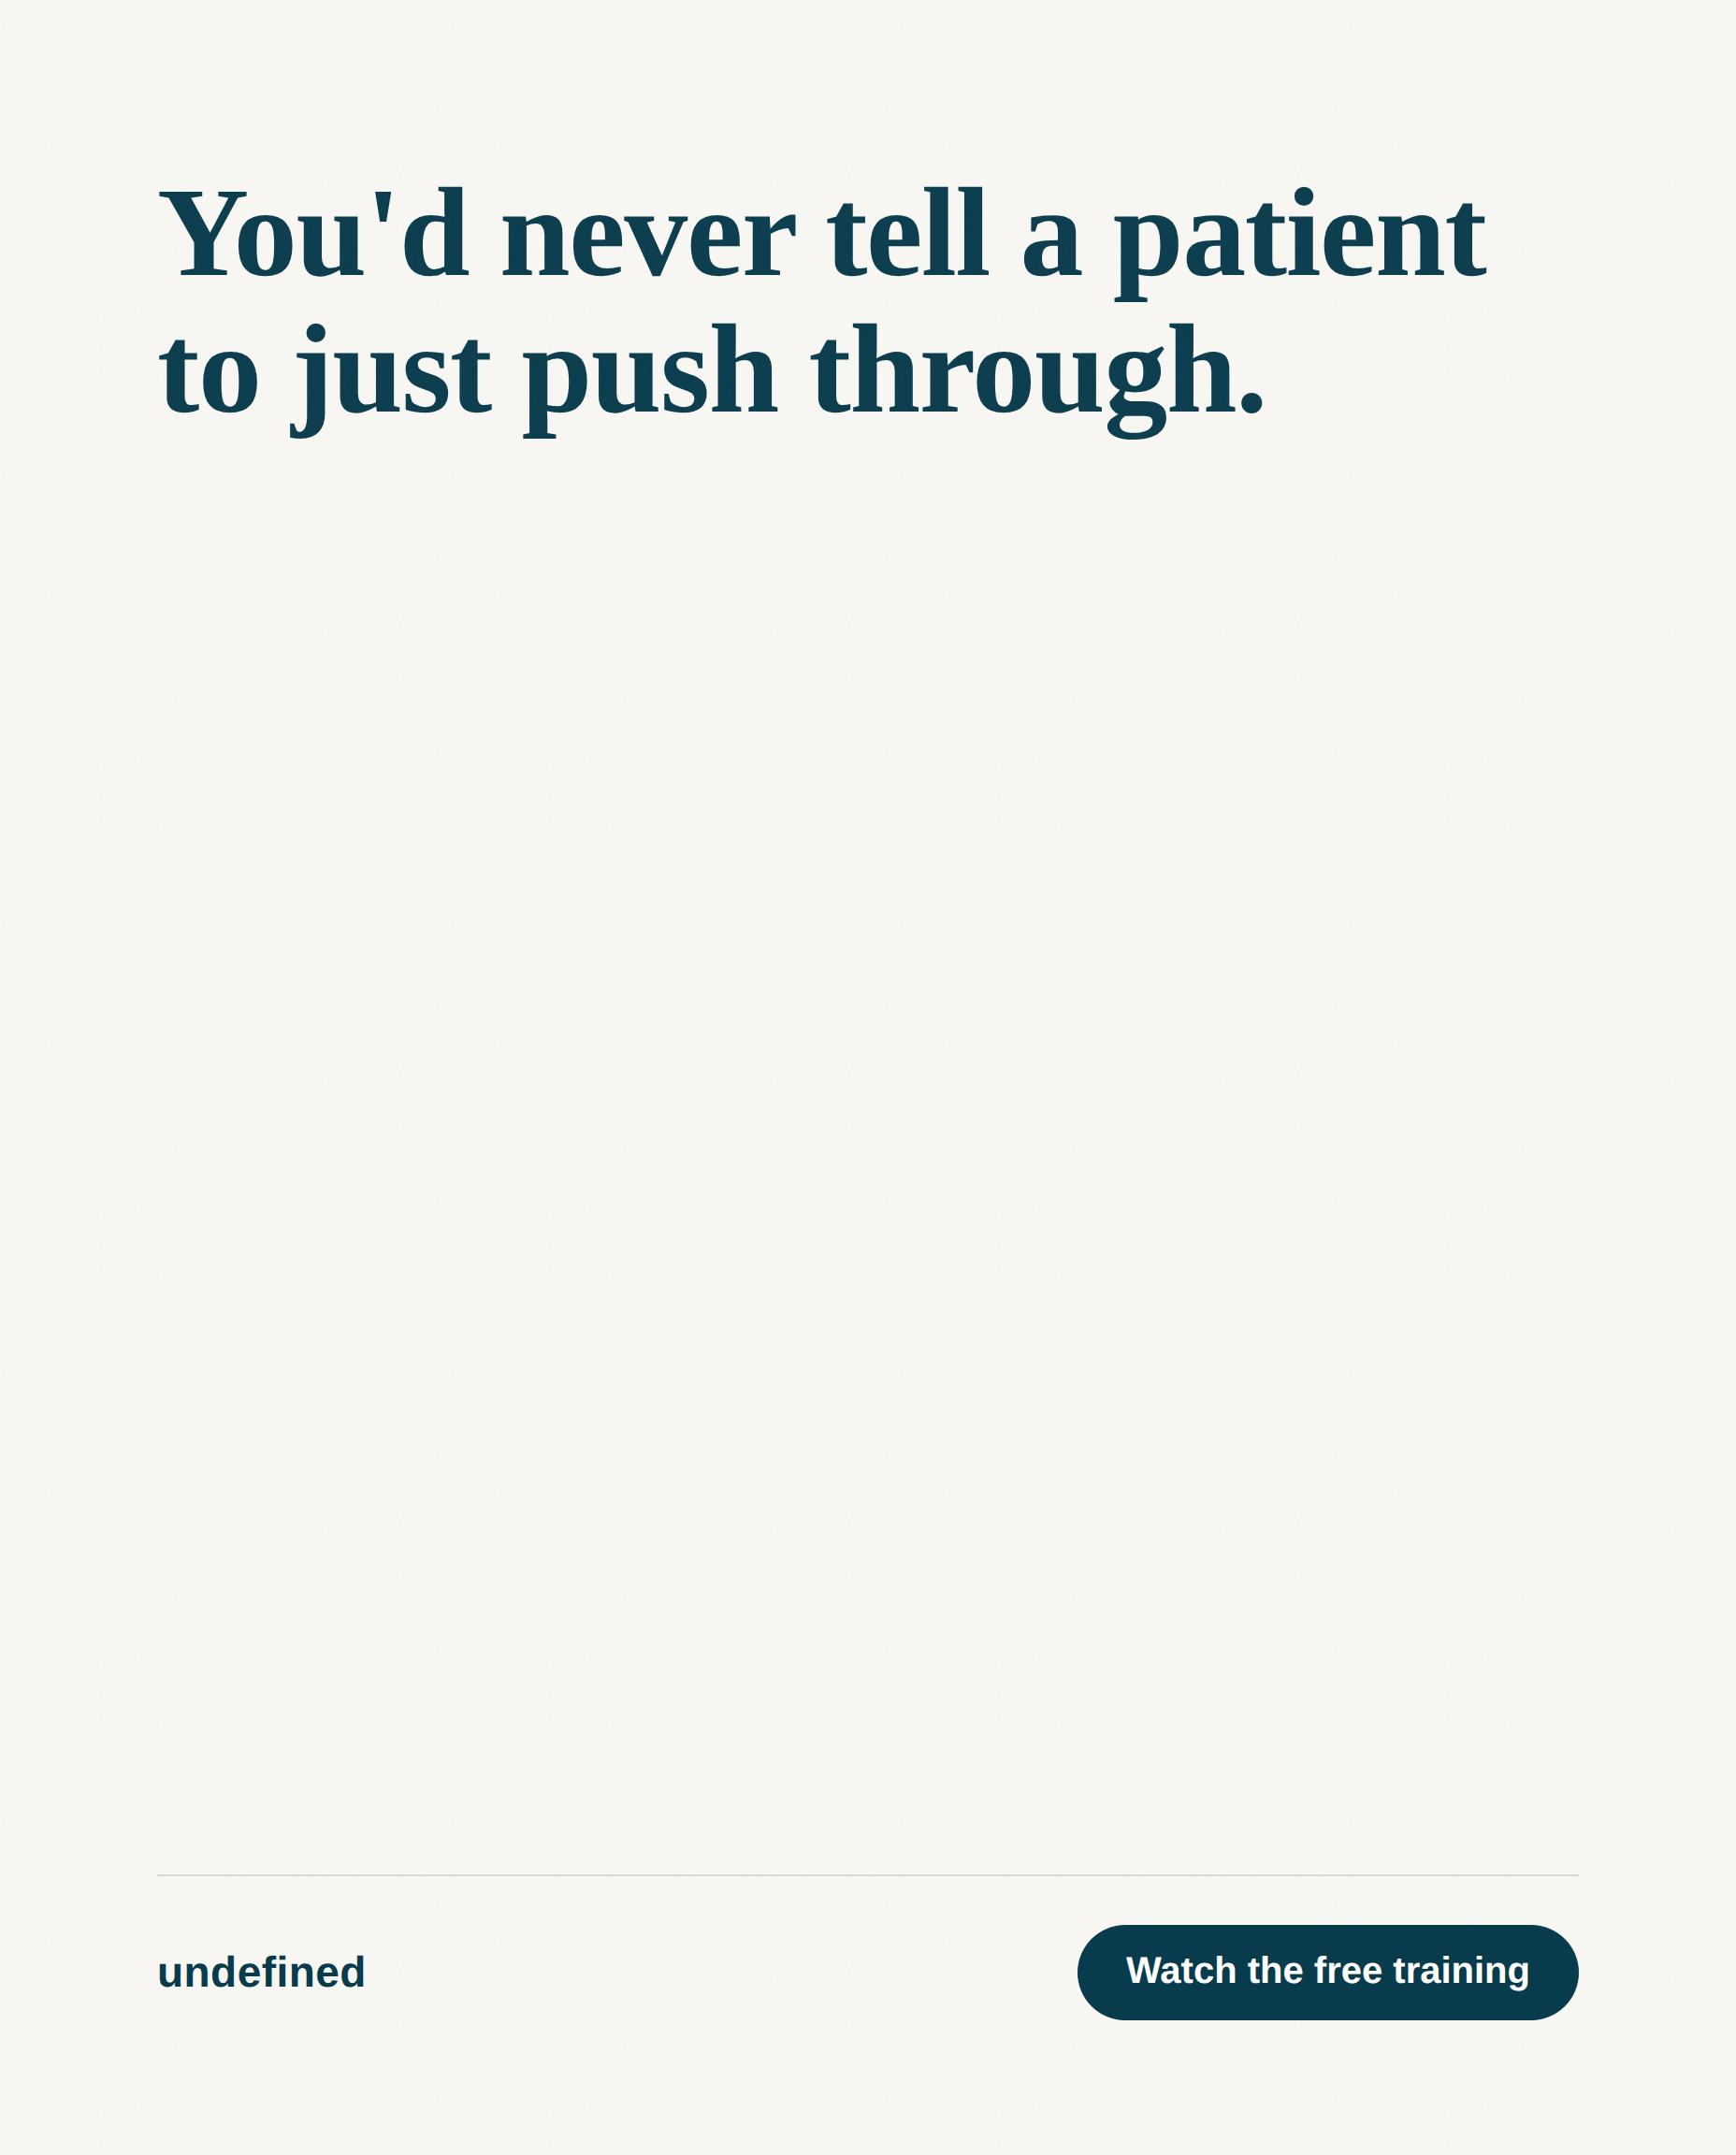 You'd never tell a patient
to just push through.
undefined
Watch the free training